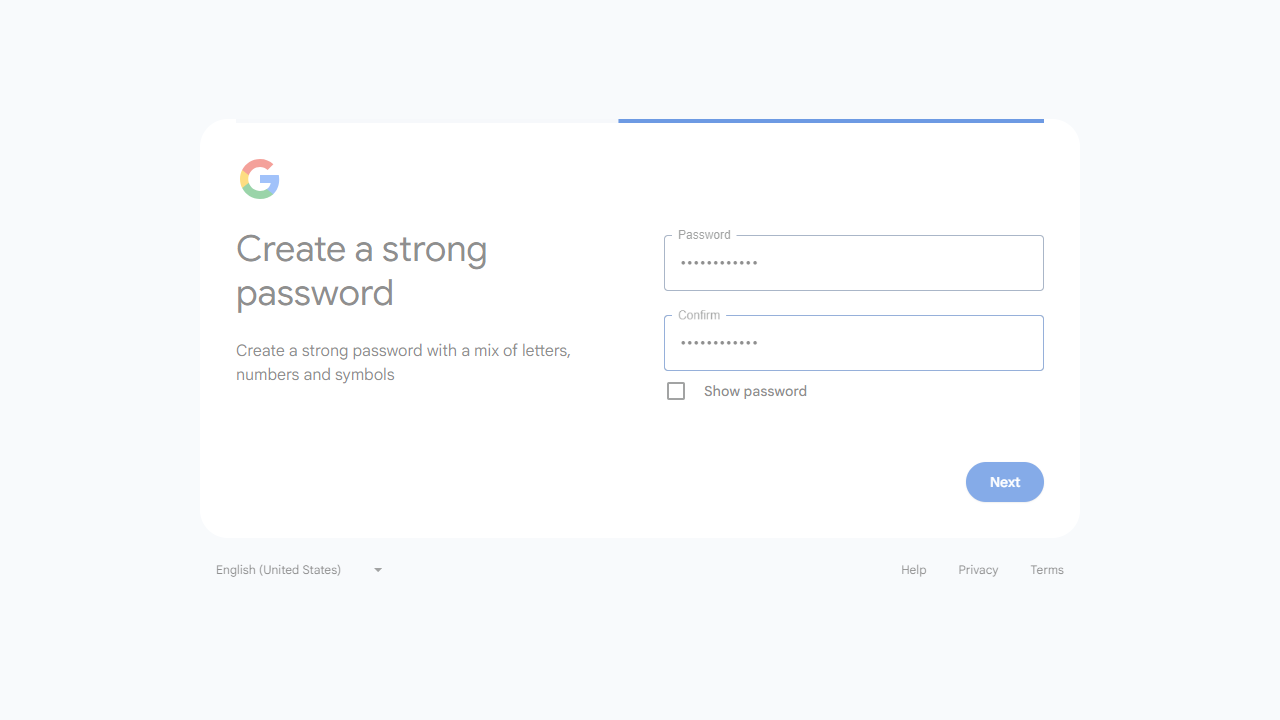 Create a strong
password
Create a strong password with a mix of letters,
numbers and symbols
Password
••••••••••••
Confirm
••••••••••••
Show password
Next
English (United States)
Help
Privacy
Terms